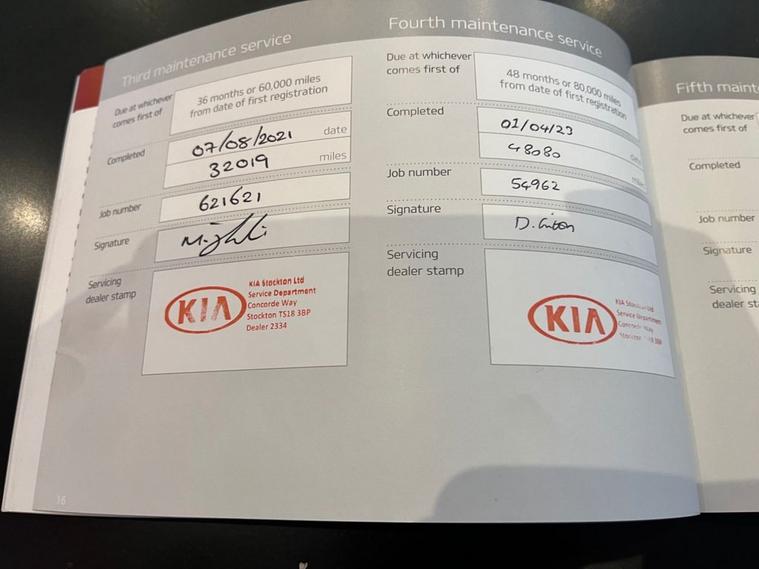 Third maintenance service
Due at whichever
comes first of
36 months or 60,000 miles
from date of first registration
Completed
07/08/2021 date
32019 miles
Job number
621621
Signature
Servicing
dealer stamp
KIA
KIA Stockton Ltd
Service Department
Concorde Way
Stockton TS18 3BP
Dealer 2334
16
Fourth maintenance service
Due at whichever
comes first of
48 months or 80,000 miles
from date of first registration
Completed
01/04/23
48080
Job number
54962
Signature
Servicing
dealer stamp
KIA
Service Department
Way
Fifth
Due at whichever
comes first of
Completed
Job number
Signature
Servicing
dealer